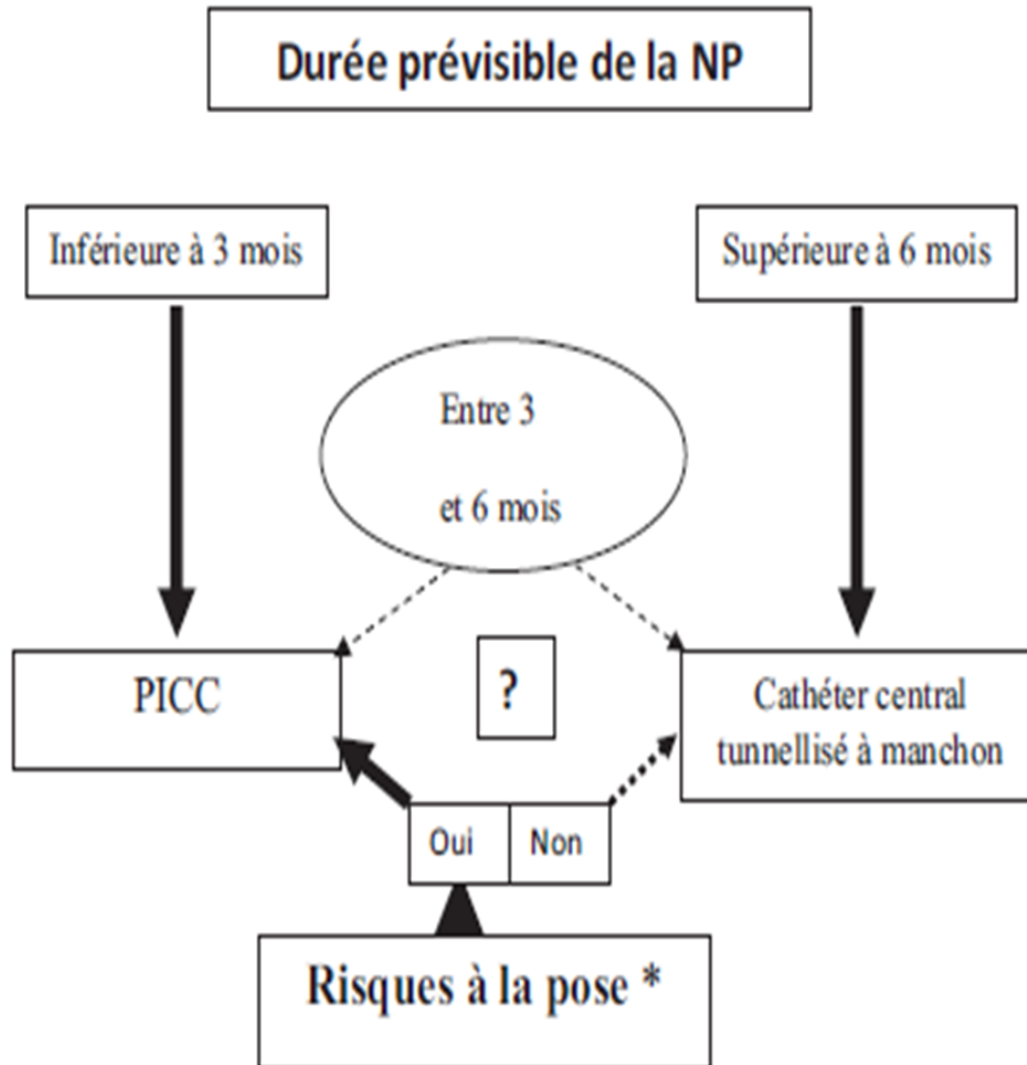 Durée prévisible de la NP
Inférieure à 3 mois
Supérieure à 6 mois
Entre 3
et 6 mois
PICC
?
Cathéter central
tunnellisé à manchon
Oui
Non
Risques à la pose *